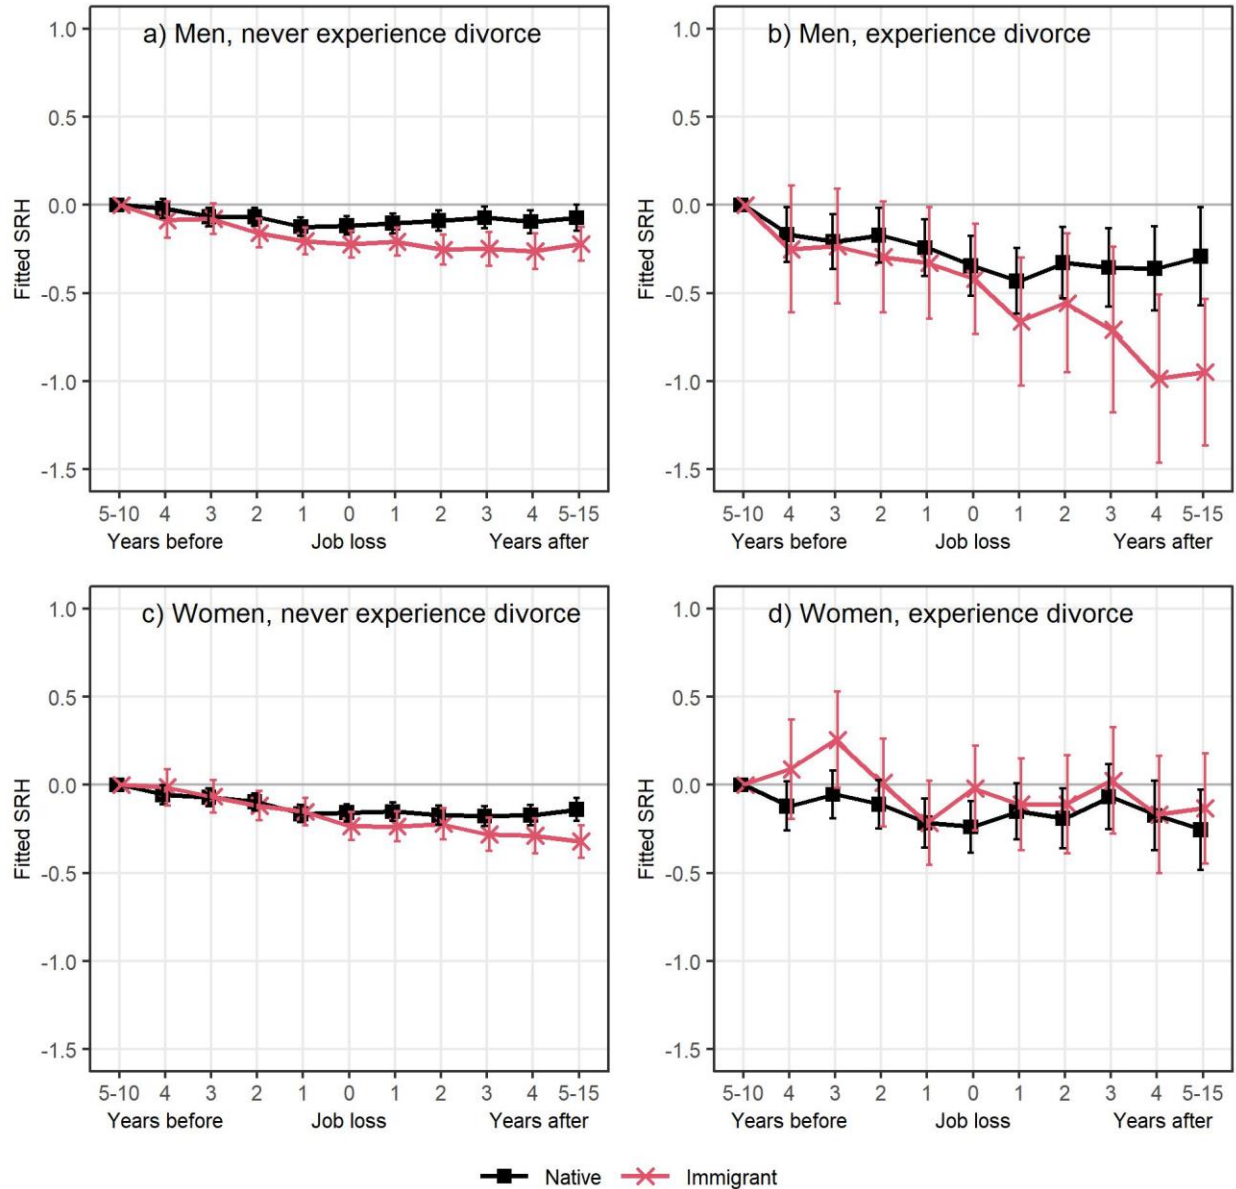 a) Men, never experience divorce
1.0
0.5
0.0
-0.5
-1.0
-1.5
Fitted SRH
5-10 4 3 2 1 0 1 2 3 4 5-15
Years before Job loss Years after
b) Men, experience divorce
1.0
0.5
0.0
-0.5
-1.0
-1.5
Fitted SRH
5-10 4 3 2 1 0 1 2 3 4 5-15
Years before Job loss Years after
c) Women, never experience divorce
1.0
0.5
0.0
-0.5
-1.0
-1.5
Fitted SRH
5-10 4 3 2 1 0 1 2 3 4 5-15
Years before Job loss Years after
d) Women, experience divorce
1.0
0.5
0.0
-0.5
-1.0
-1.5
Fitted SRH
5-10 4 3 2 1 0 1 2 3 4 5-15
Years before Job loss Years after
Native Immigrant